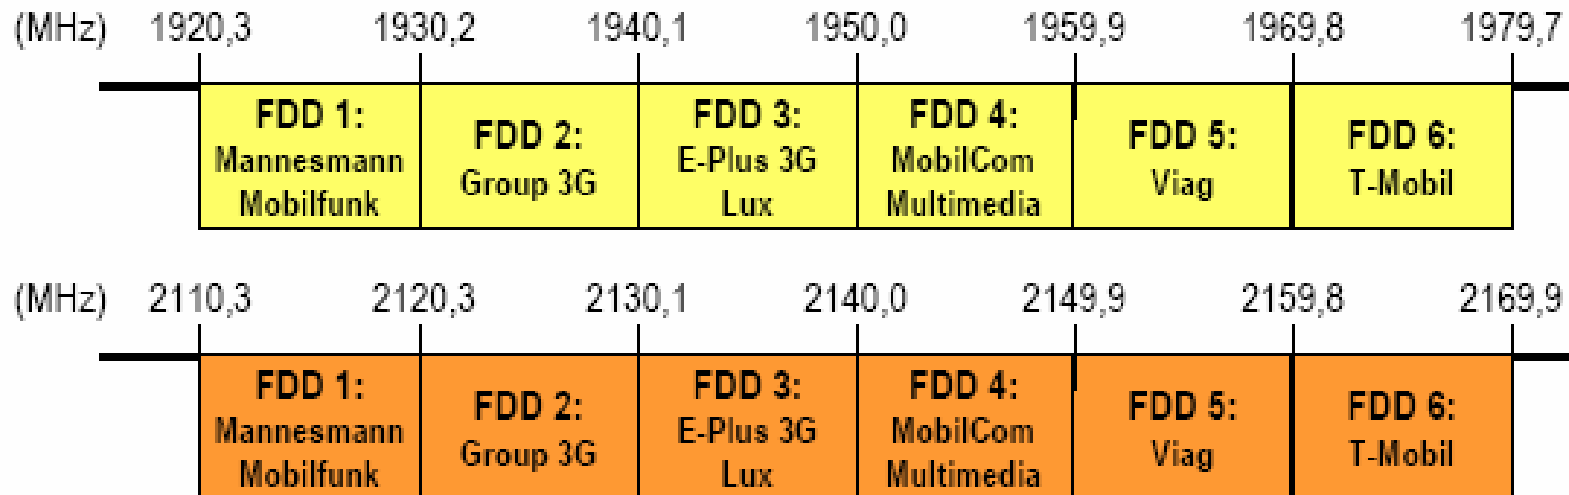 (MHz) 1920,3 1930,2 1940,1 1950,0 1959,9 1969,8 1979,7
FDD 1:
Mannesmann
Mobilfunk
FDD 2:
Group 3G
FDD 3:
E-Plus 3G
Lux
FDD 4:
MobilCom
Multimedia
FDD 5:
Viag
FDD 6:
T-Mobil
(MHz) 2110,3 2120,3 2130,1 2140,0 2149,9 2159,8 2169,9
FDD 1:
Mannesmann
Mobilfunk
FDD 2:
Group 3G
FDD 3:
E-Plus 3G
Lux
FDD 4:
MobilCom
Multimedia
FDD 5:
Viag
FDD 6:
T-Mobil